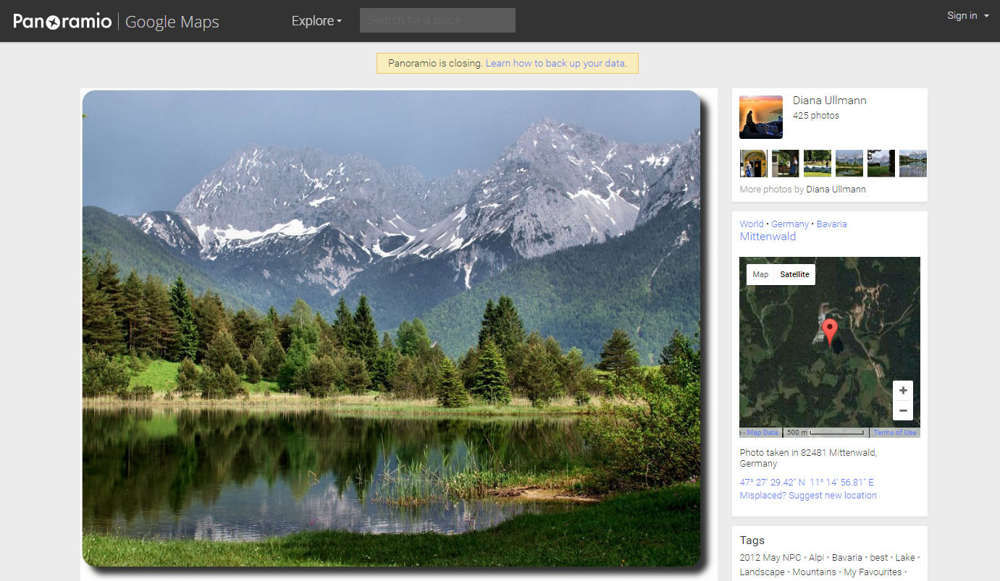 Panoramio | Google Maps
Explore
Search for a place
Sign in
Panoramio is closing. Learn how to back up your data.
Diana Ullmann
425 photos
More photos by Diana Ullmann
World • Germany • Bavaria
Mittenwald
Map Satellite
+
−
- Map Data 500 m Terms of Use
Photo taken in 82481 Mittenwald,
Germany
47° 27' 29.42" N 11° 14' 56.81" E
Misplaced? Suggest new location
Tags
2012 May NPC • Alpi • Bavaria • best • Lake •
Landscape • Mountains • My Favourites •